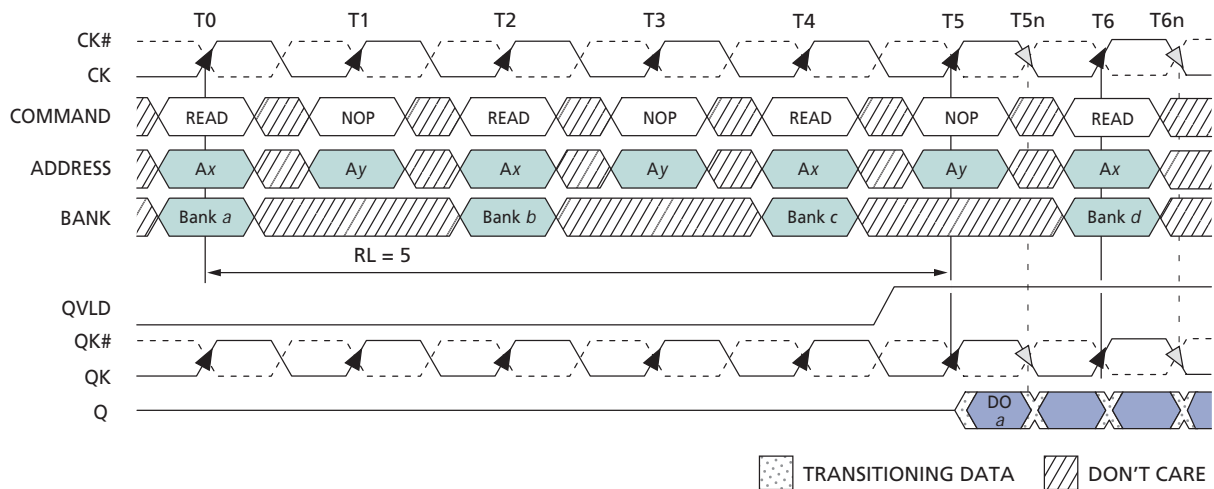 T0 T1 T2 T3 T4 T5 T5n T6 T6n
CK#
CK
COMMAND READ NOP READ NOP READ NOP READ
ADDRESS Ax Ay Ax Ay Ax Ay Ax
BANK Bank a Bank b Bank c Bank d
RL = 5
QVLD
QK#
QK
Q DO
a
TRANSITIONING DATA DON'T CARE